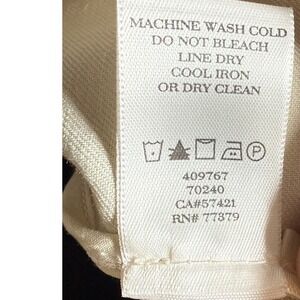 MACHINE WASH COLD
DO NOT BLEACH
LINE DRY
COOL IRON
OR DRY CLEAN
P
409767
70240
CA#57421
RN# 77379